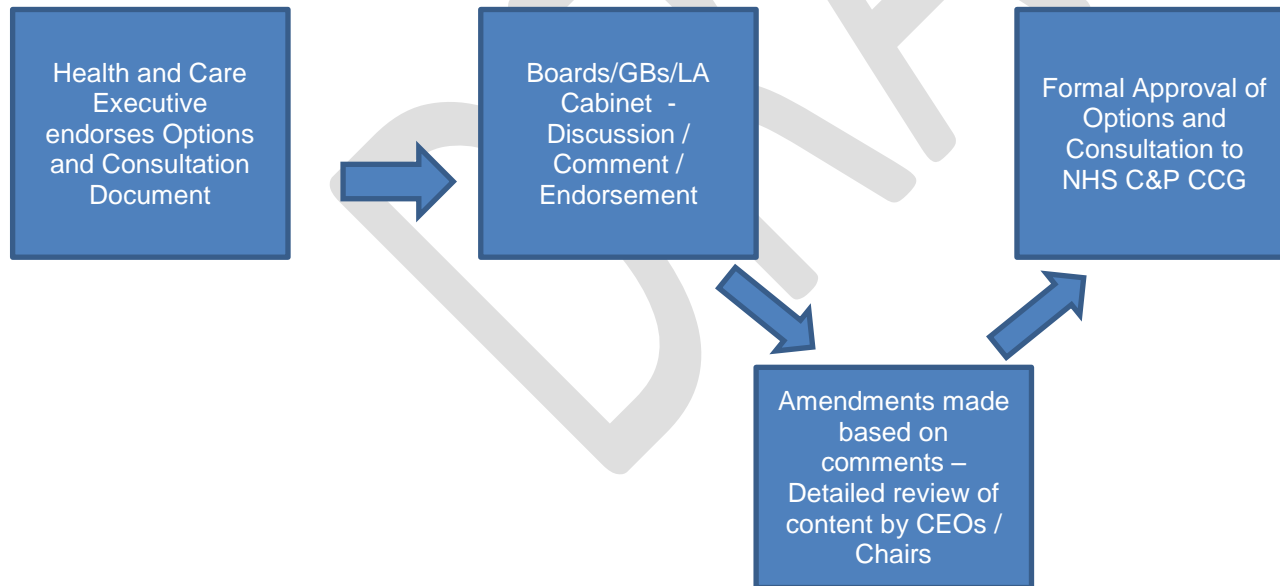 Health and Care
Executive
endorses Options
and Consultation
Document
Boards/GBs/LA
Cabinet -
Discussion /
Comment /
Endorsement
Amendments made
based on
comments –
Detailed review of
content by CEOs /
Chairs
Formal Approval of
Options and
Consultation to
NHS C&P CCG